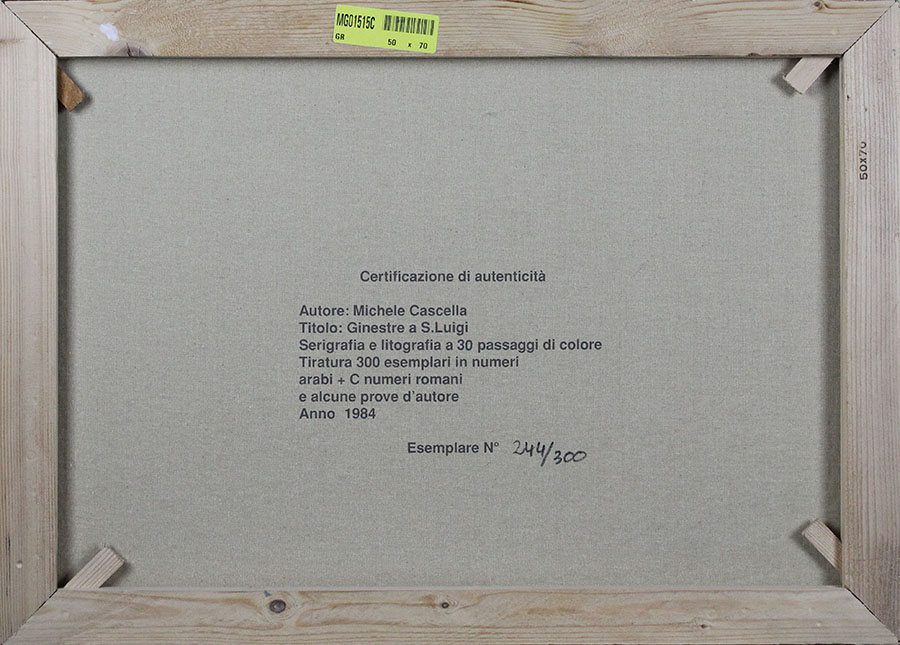 MG01515C
GR 50 x 70
50x70
Certificazione di autenticità
Autore: Michele Cascella
Titolo: Ginestre a S.Luigi
Serigrafia e litografia a 30 passaggi di colore
Tiratura 300 esemplari in numeri
arabi + C numeri romani
e alcune prove d'autore
Anno 1984
Esemplare N° 244/300